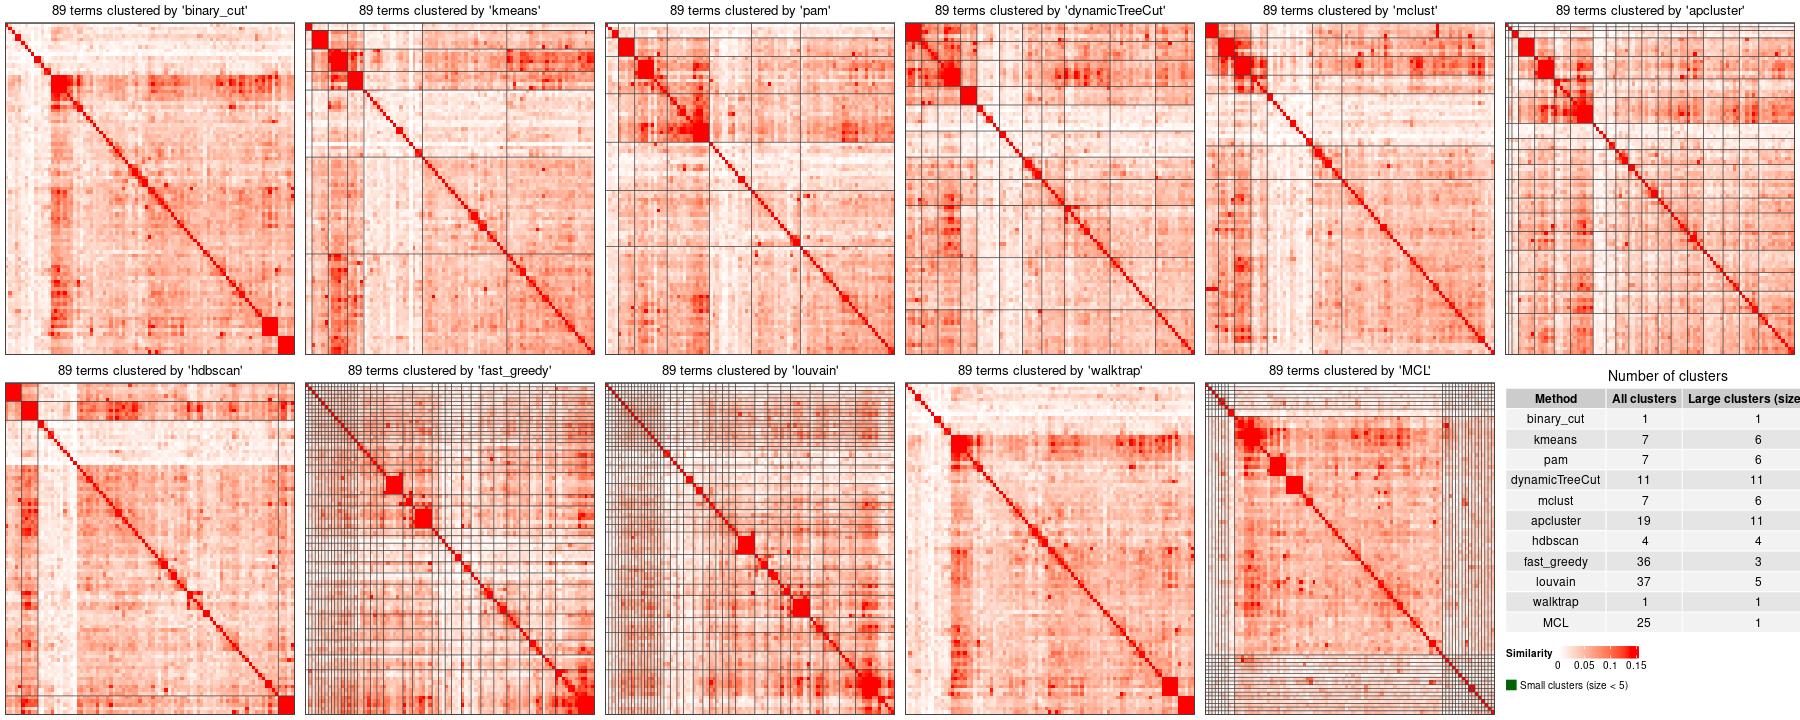 89 terms clustered by 'binary_cut'
89 terms clustered by 'kmeans'
89 terms clustered by 'pam'
89 terms clustered by 'dynamicTreeCut'
89 terms clustered by 'mclust'
89 terms clustered by 'apcluster'
89 terms clustered by 'hdbscan'
89 terms clustered by 'fast_greedy'
89 terms clustered by 'louvain'
89 terms clustered by 'walktrap'
89 terms clustered by 'MCL'
Number of clusters
Method All clusters Large clusters (size
binary_cut 1 1
kmeans 7 6
pam 7 6
dynamicTreeCut 11 11
mclust 7 6
apcluster 19 11
hdbscan 4 4
fast_greedy 36 3
louvain 37 5
walktrap 1 1
MCL 25 1
Similarity
0 0.05 0.1 0.15
Small clusters (size < 5)